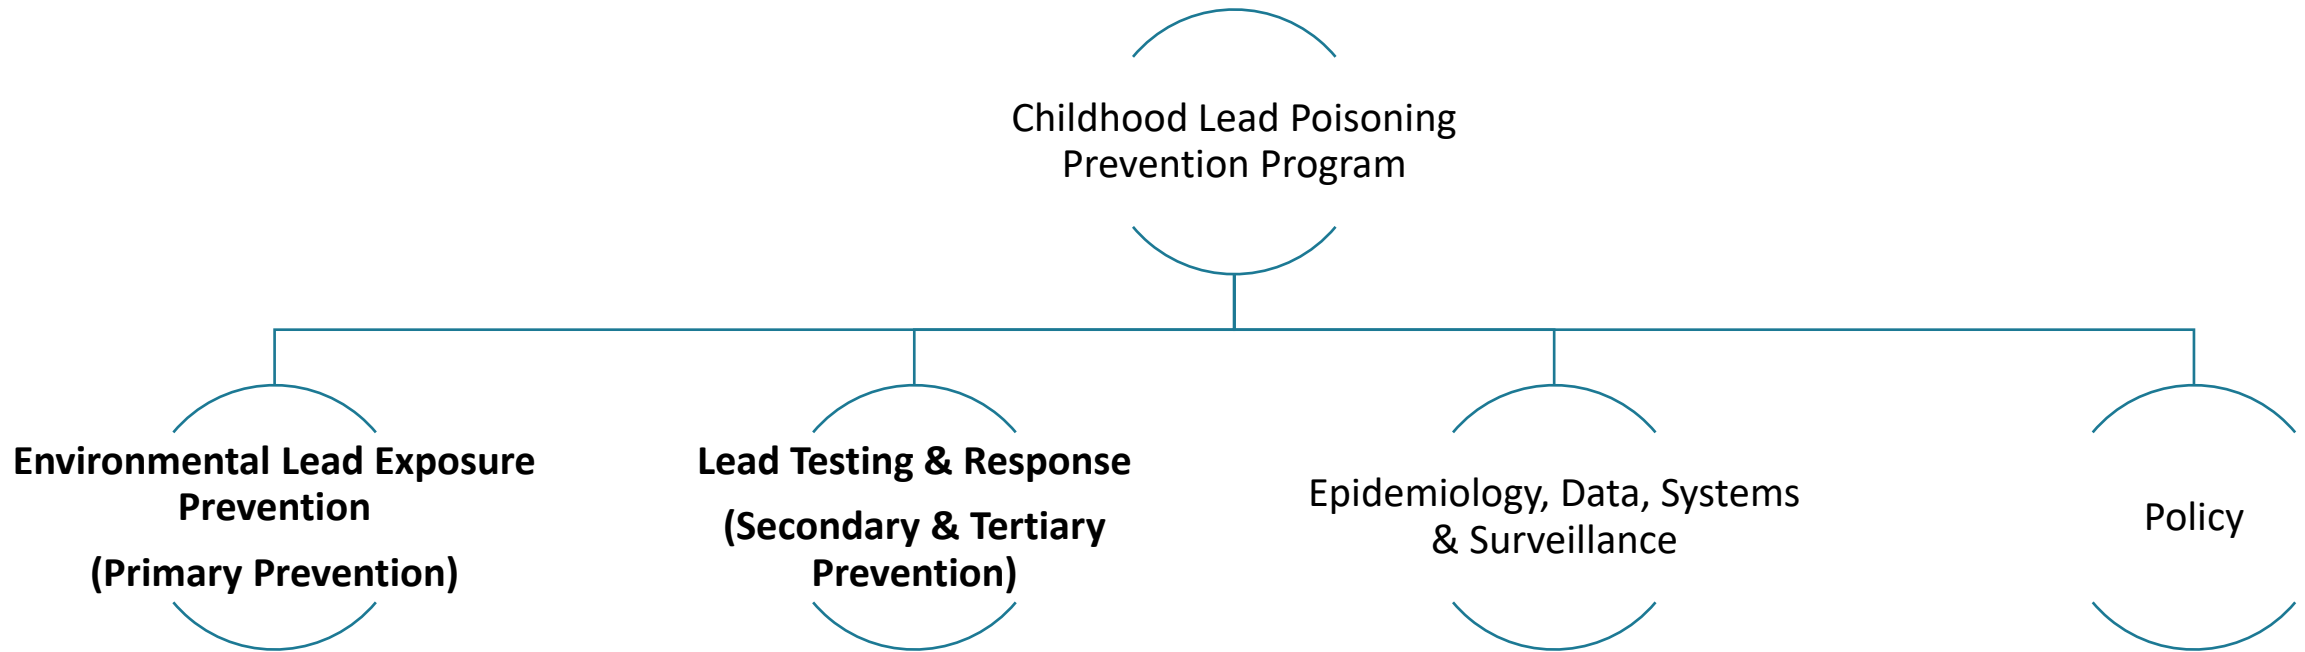 Childhood Lead Poisoning
Prevention Program
Environmental Lead Exposure
Prevention
(Primary Prevention)
Lead Testing & Response
(Secondary & Tertiary
Prevention)
Epidemiology, Data, Systems
& Surveillance
Policy